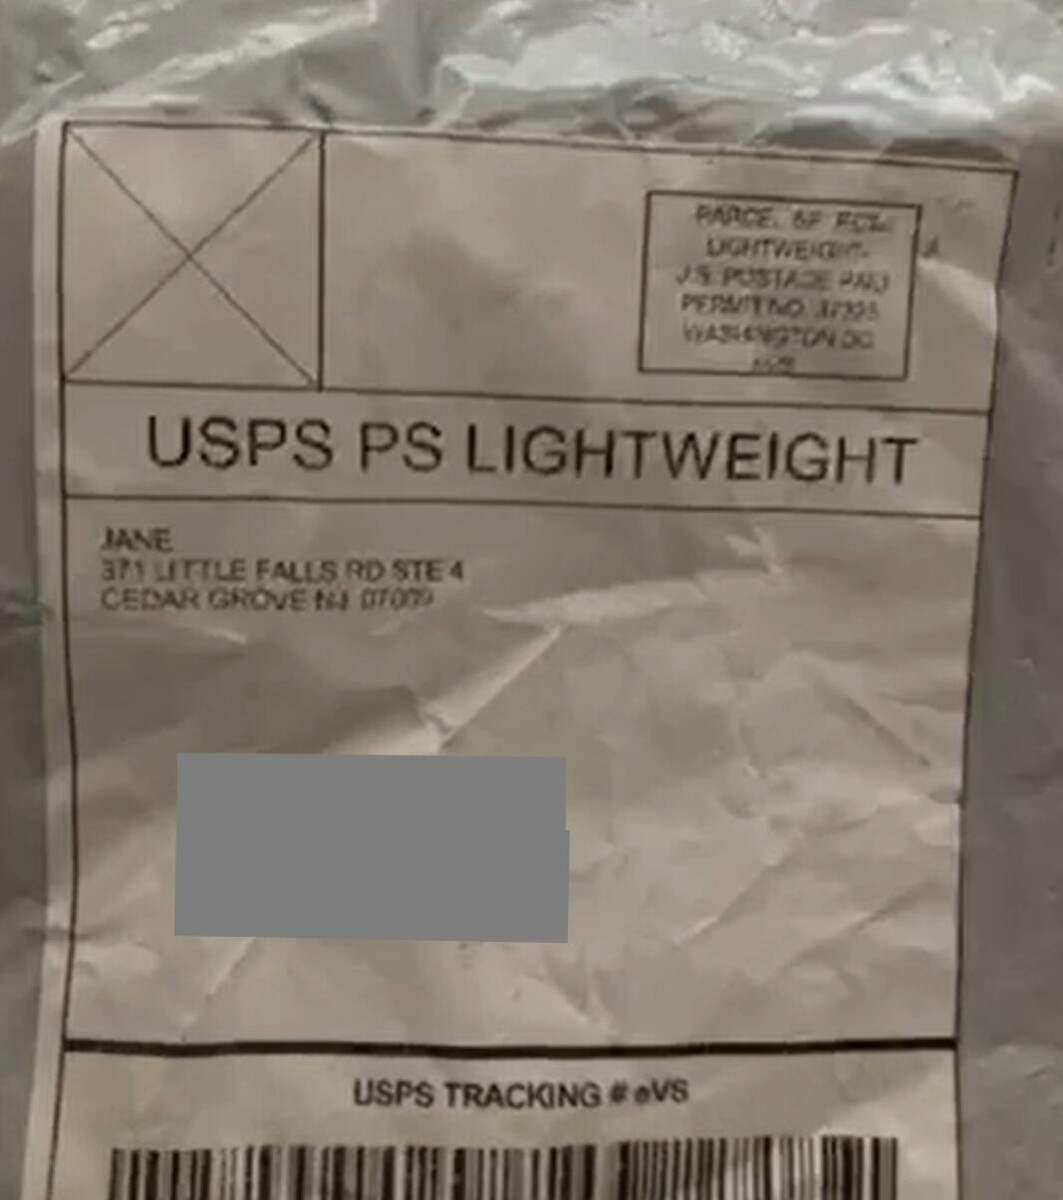 LIGHTWEIGHT-
U.S. POSTAGE PAID
PERMIT NO.
WASHINGTON DC
USPS PS LIGHTWEIGHT
JANE
371 LITTLE FALLS RD STE 4
CEDAR GROVE NJ 07009
USPS TRACKING # eVS